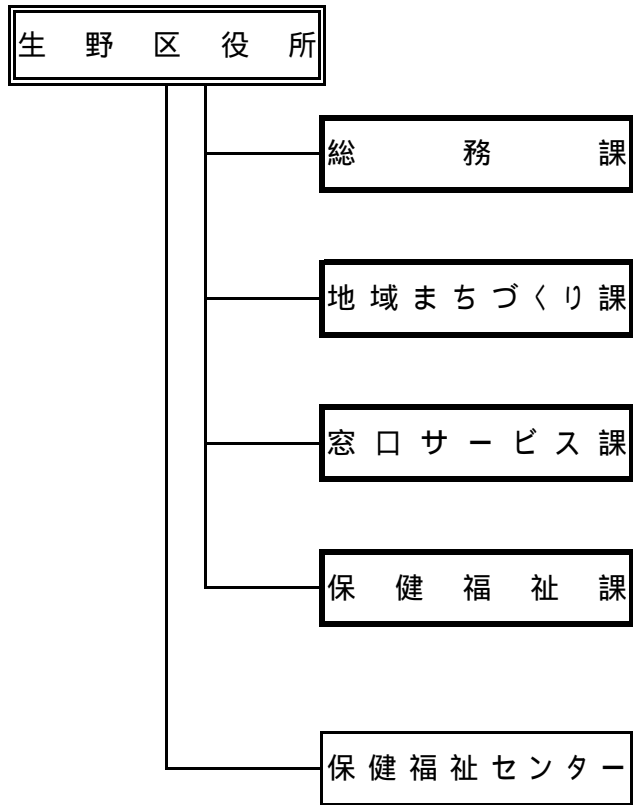 生野区役所
総務課
地域まちづくり課
窓口サービス課
保健福祉課
保健福祉センター